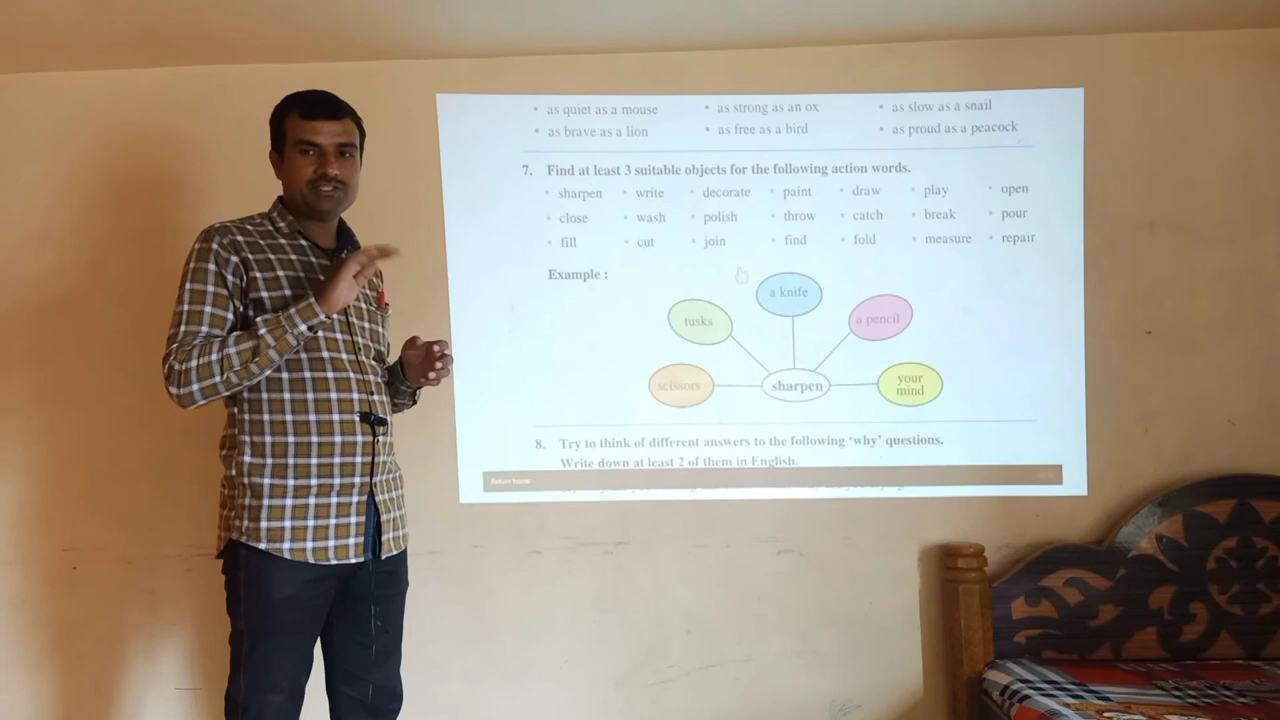 • as quiet as a mouse • as strong as an ox • as slow as a snail
• as brave as a lion • as free as a bird • as proud as a peacock
7. Find at least 3 suitable objects for the following action words.
• sharpen • write • decorate • paint • draw • play • open
• close • wash • polish • throw • catch • break • pour
• fill • cut • join • find • fold • measure • repair
Example :
a knife
tusks
a pencil
scissors
sharpen
your
mind
8. Try to think of different answers to the following ‘why’ questions.
Write down at least 2 of them in English.
Return home